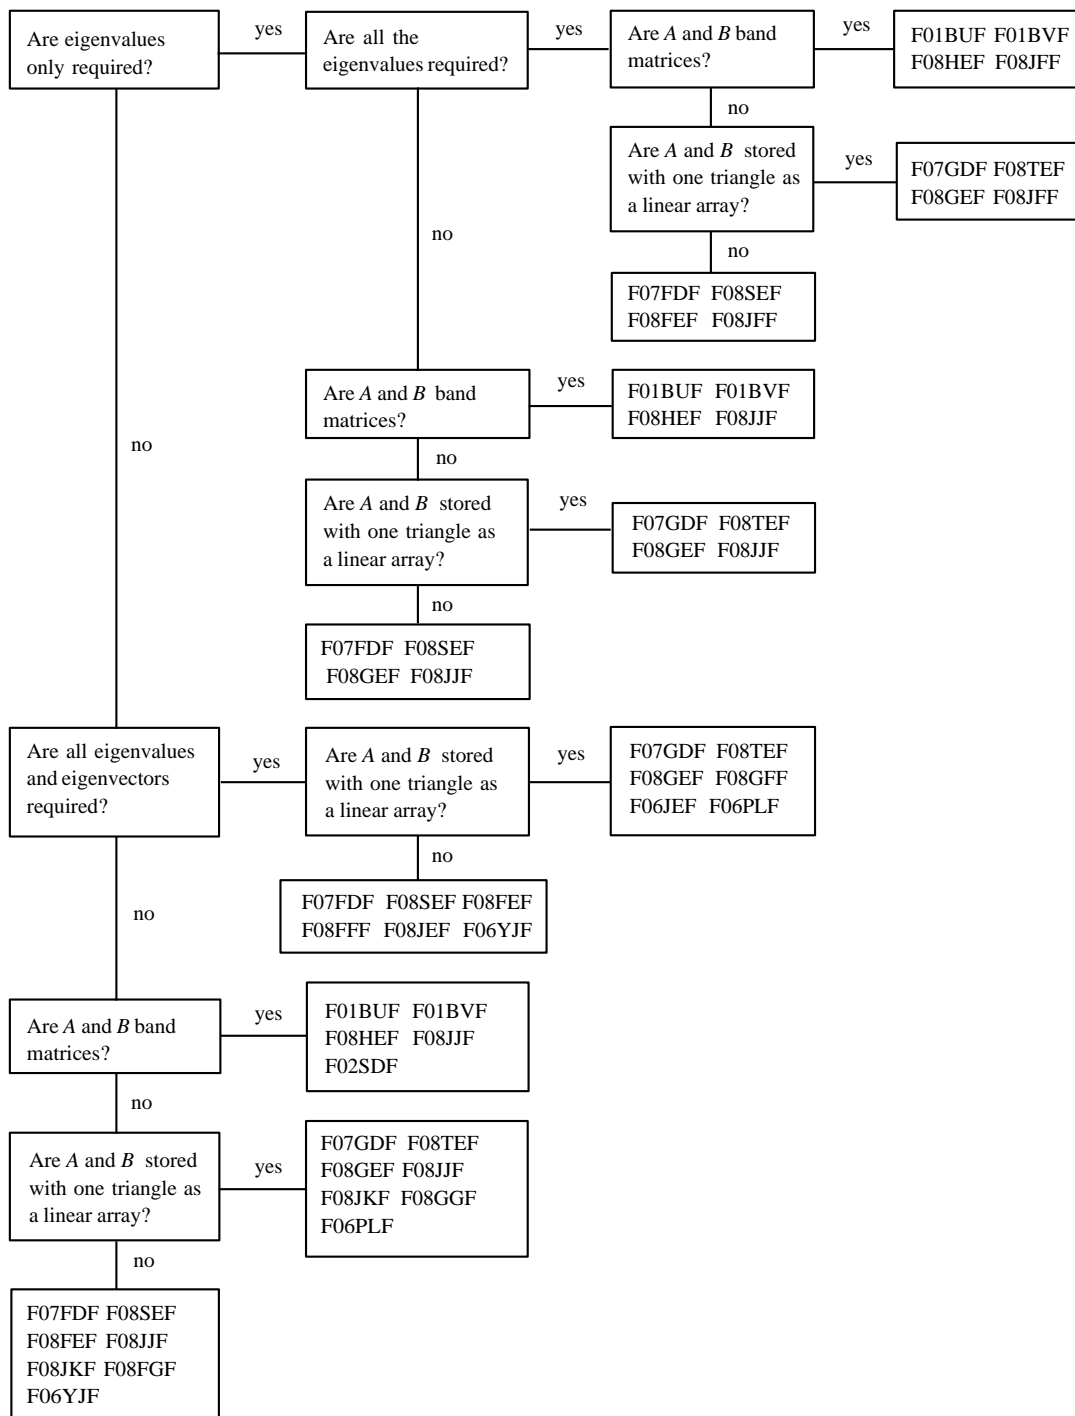 Are eigenvalues
only required?
yes
Are all the
eigenvalues required?
yes
Are A and B band
matrices?
yes
F01BUF F01BVF
F08HEF F08JFF
no
Are A and B stored
with one triangle as
a linear array?
yes
F07GDF F08TEF
F08GEF F08JFF
no
F07FDF F08SEF
F08FEF F08JFF
no
Are A and B band
matrices?
yes
F01BUF F01BVF
F08HEF F08JJF
no
Are A and B stored
with one triangle as
a linear array?
yes
F07GDF F08TEF
F08GEF F08JJF
no
F07FDF F08SEF
F08GEF F08JJF
no
Are all eigenvalues
and eigenvectors
required?
yes
Are A and B stored
with one triangle as
a linear array?
yes
F07GDF F08TEF
F08GEF F08GFF
F06JEF F06PLF
no
F07FDF F08SEF F08FEF
F08FFF F08JEF F06YJF
no
Are A and B band
matrices?
yes
F01BUF F01BVF
F08HEF F08JJF
F02SDF
no
Are A and B stored
with one triangle as
a linear array?
yes
F07GDF F08TEF
F08GEF F08JJF
F08JKF F08GGF
F06PLF
no
F07FDF F08SEF
F08FEF F08JJF
F08JKF F08FGF
F06YJF